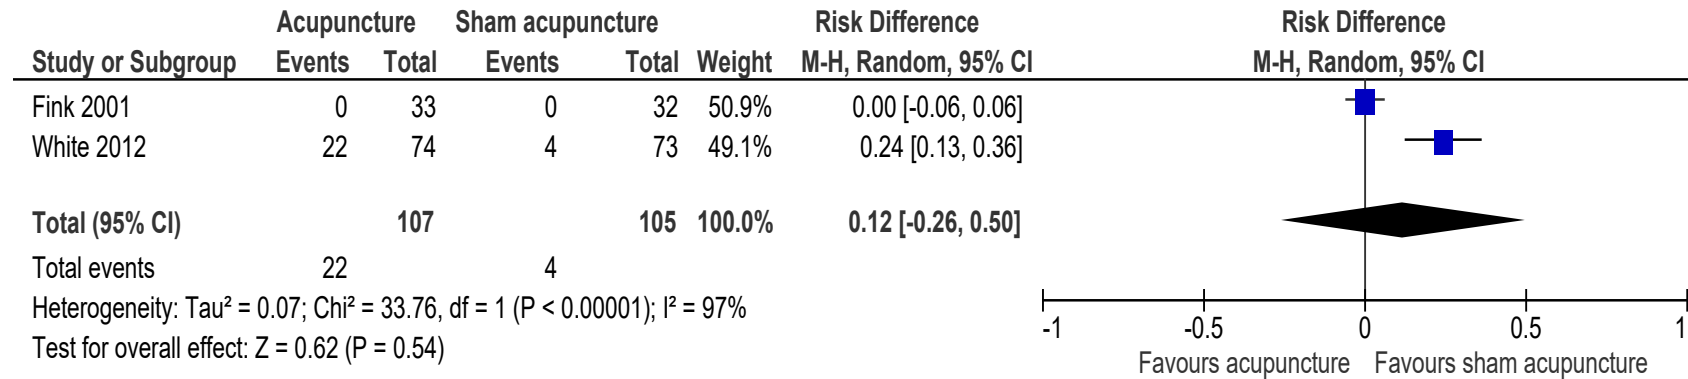 Acupuncture Sham acupuncture Risk Difference Risk Difference
Study or Subgroup Events Total Events Total Weight M-H, Random, 95% CI M-H, Random, 95% CI
Fink 2001 0 33 0 32 50.9% 0.00 [-0.06, 0.06]
White 2012 22 74 4 73 49.1% 0.24 [0.13, 0.36]
Total (95% CI) 107 105 100.0% 0.12 [-0.26, 0.50]
Total events 22 4
Heterogeneity: Tau² = 0.07; Chi² = 33.76, df = 1 (P < 0.00001); I² = 97%
Test for overall effect: Z = 0.62 (P = 0.54)
-1 -0.5 0 0.5 1
Favours acupuncture Favours sham acupuncture